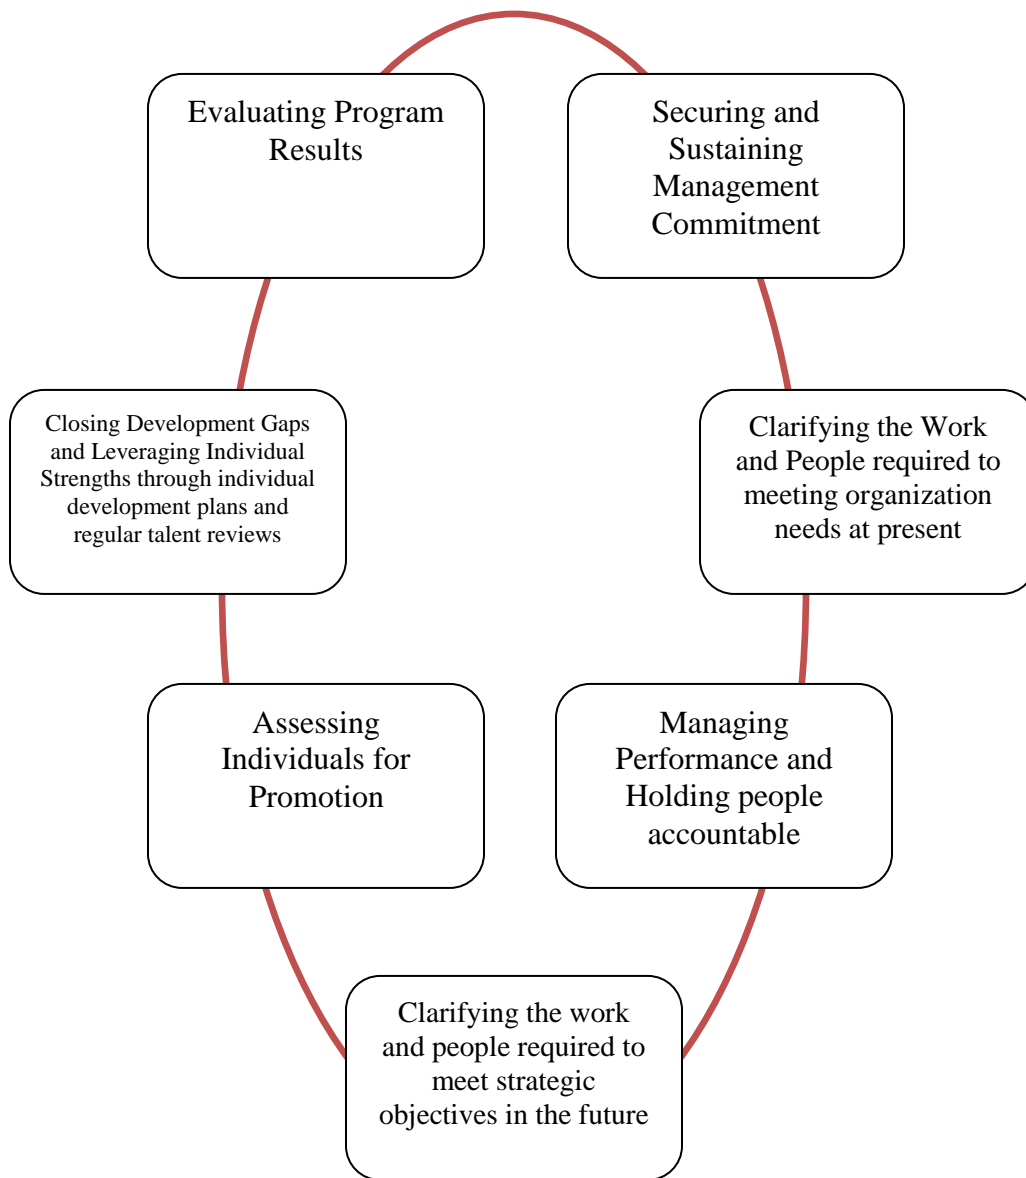 Evaluating Program
Results
Securing and
Sustaining
Management
Commitment
Closing Development Gaps
and Leveraging Individual
Strengths through individual
development plans and
regular talent reviews
Clarifying the Work
and People required to
meeting organization
needs at present
Assessing
Individuals for
Promotion
Managing
Performance and
Holding people
accountable
Clarifying the work
and people required to
meet strategic
objectives in the future